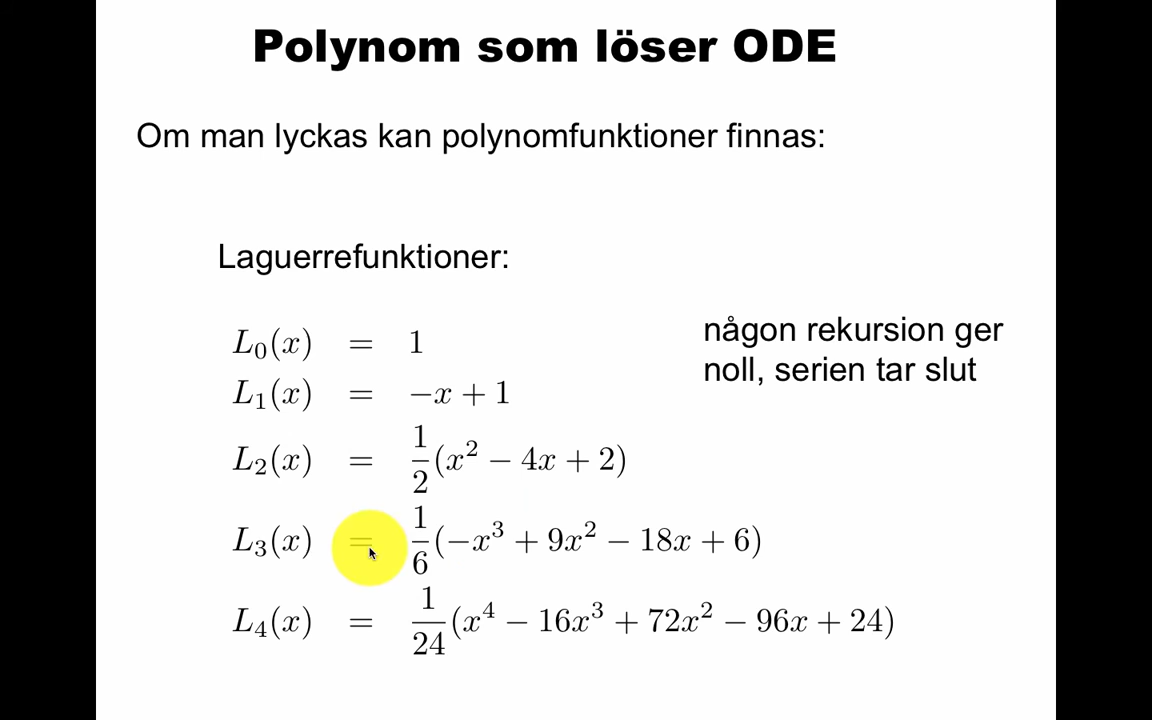 Polynom som löser ODE
Om man lyckas kan polynomfunktioner finnas:
Laguerrefunktioner:
någon rekursion ger
noll, serien tar slut
L₀(x) = 1
L₁(x) = −x + 1
L₂(x) = 1/2 (x² − 4x + 2)
L₃(x) = 1/6 (−x³ + 9x² − 18x + 6)
L₄(x) = 1/24 (x⁴ − 16x³ + 72x² − 96x + 24)